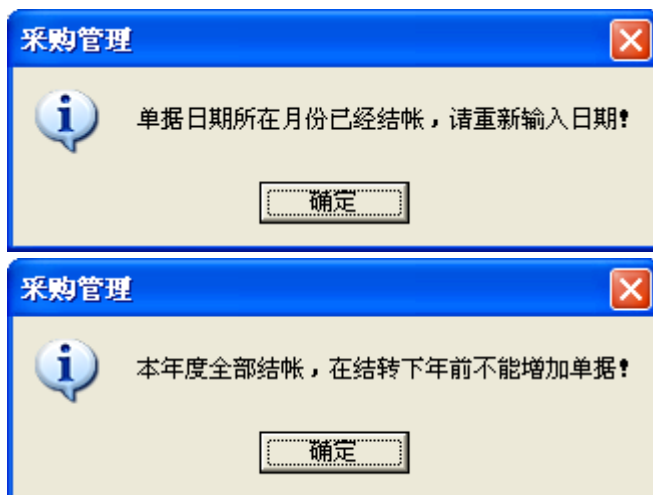 采购管理
单据日期所在月份已经结帐，请重新输入日期！
确定
采购管理
本年度全部结帐，在结转下年前不能增加单据！
确定